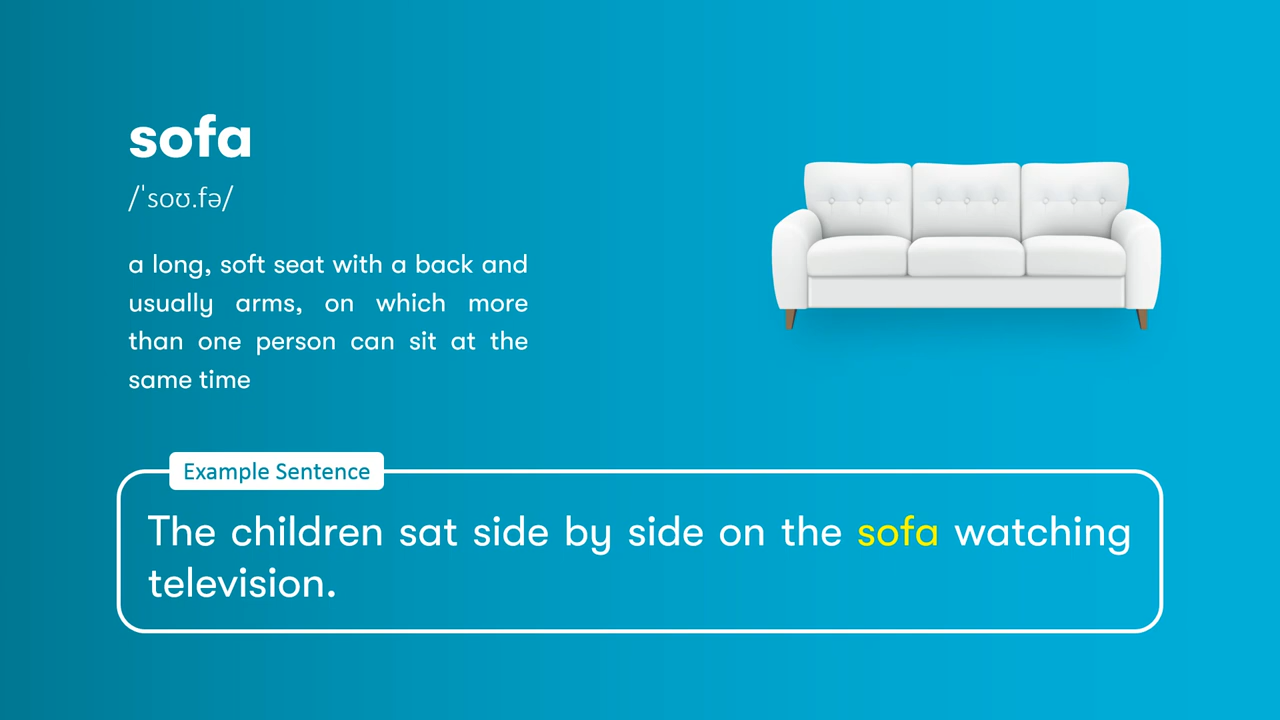 sofa
/ˈsoʊ.fə/
a long, soft seat with a back and
usually arms, on which more
than one person can sit at the
same time
Example Sentence
The children sat side by side on the sofa watching
television.